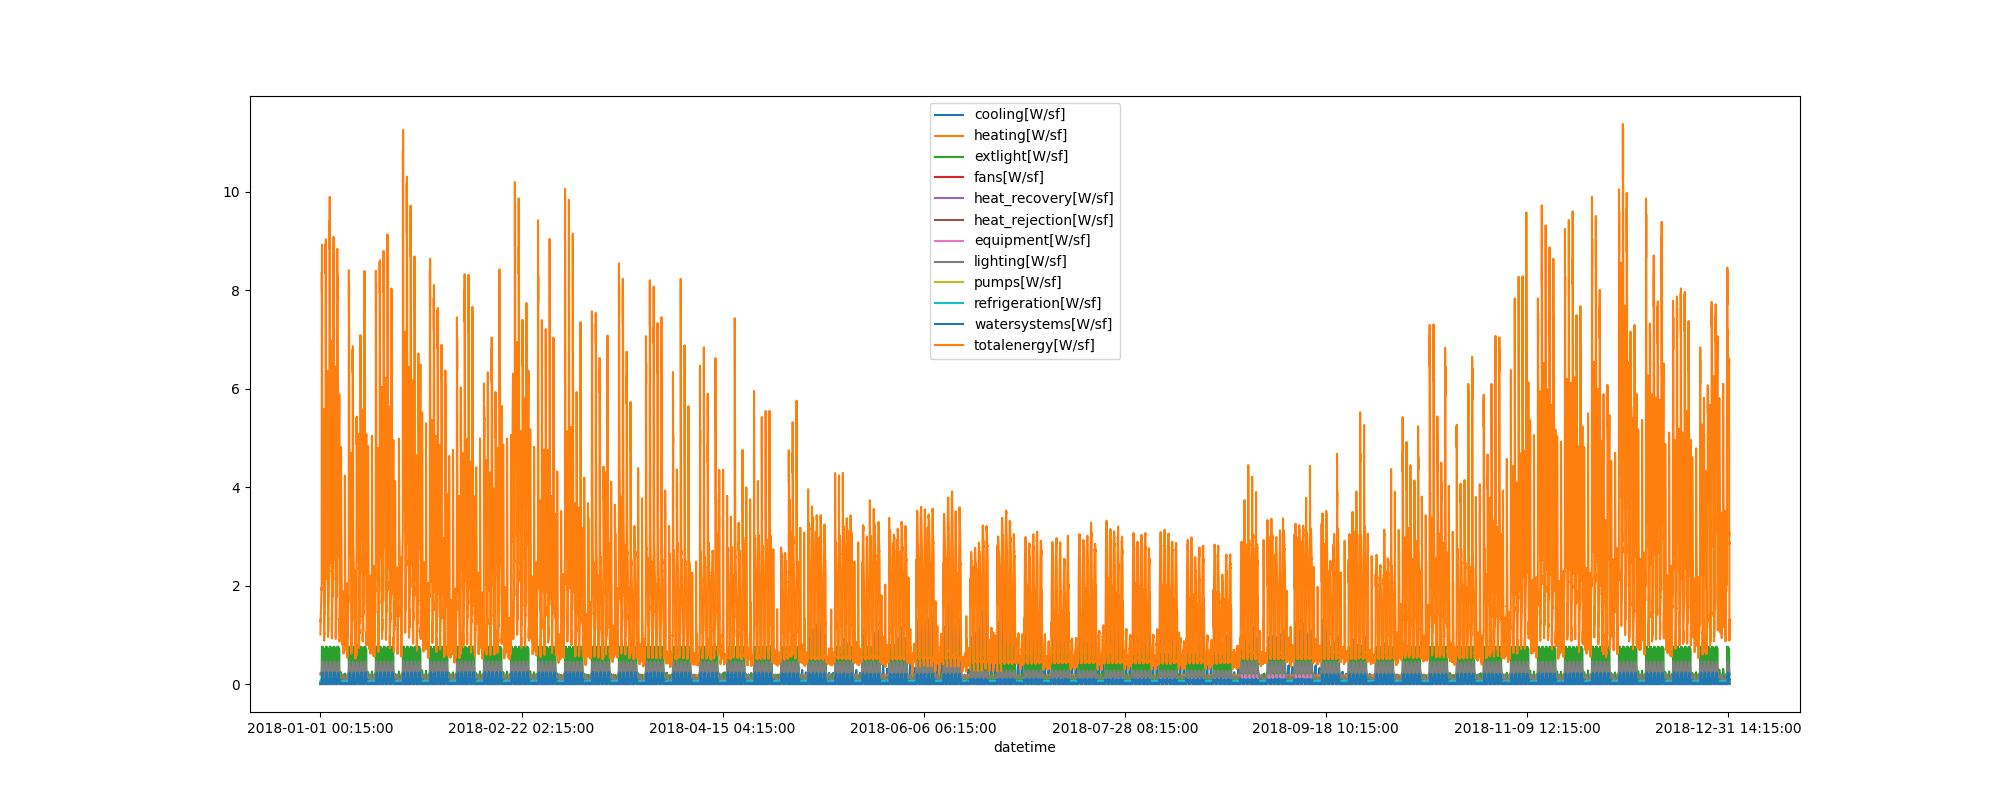 cooling[W/sf]
heating[W/sf]
extlight[W/sf]
fans[W/sf]
heat_recovery[W/sf]
heat_rejection[W/sf]
equipment[W/sf]
lighting[W/sf]
pumps[W/sf]
refrigeration[W/sf]
watersystems[W/sf]
totalenergy[W/sf]
10
8
6
4
2
0
2018-01-01 00:15:00 2018-02-22 02:15:00 2018-04-15 04:15:00 2018-06-06 06:15:00 2018-07-28 08:15:00 2018-09-18 10:15:00 2018-11-09 12:15:00 2018-12-31 14:15:00
datetime